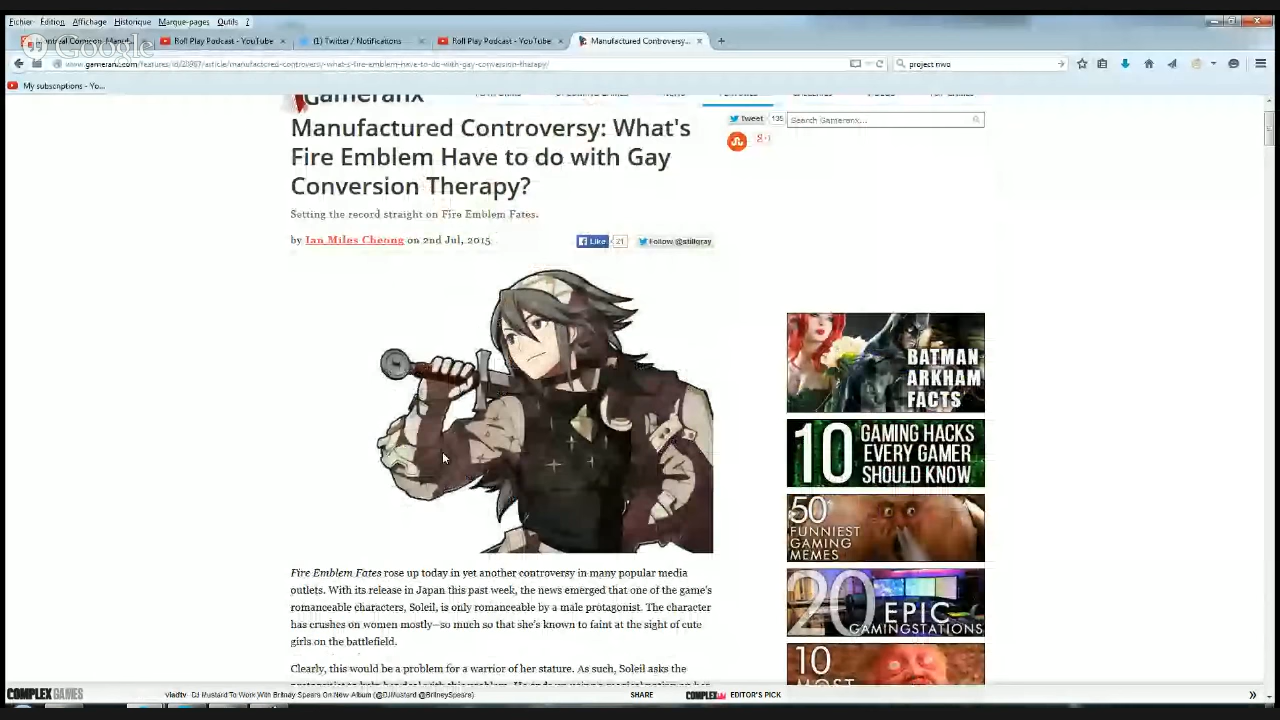 Fichier Édition Affichage Historique Marque-pages Outils ?
Google
Roll Play Podcast - YouTube
(1) Twitter / Notifications
Roll Play Podcast - YouTube
Manufactured Controversy:...
project nwo
My subscriptions - Yo...
Gameranx
Manufactured Controversy: What's
Fire Emblem Have to do with Gay
Conversion Therapy?
Setting the record straight on Fire Emblem Fates.
by Ian Miles Cheong on 2nd Jul, 2015
Like 21
Follow @stillgray
Tweet 135
Search Gameranx...
BATMAN
ARKHAM
FACTS
10 GAMING HACKS
EVERY GAMER
SHOULD KNOW
50
FUNNIEST
GAMING
MEMES
20 EPIC
GAMINGSTATIONS
10
MOST
Fire Emblem Fates rose up today in yet another controversy in many popular media
outlets. With its release in Japan this past week, the news emerged that one of the game's
romanceable characters, Soleil, is only romanceable by a male protagonist. The character
has crushes on women mostly—so much so that she's known to faint at the sight of cute
girls on the battlefield.
Clearly, this would be a problem for a warrior of her stature. As such, Soleil asks the
COMPLEX GAMES
DJ Mustard To Work With Britney Spears On New Album (@DJMustard @BritneySpears)
SHARE
COMPLEX
EDITOR'S PICK